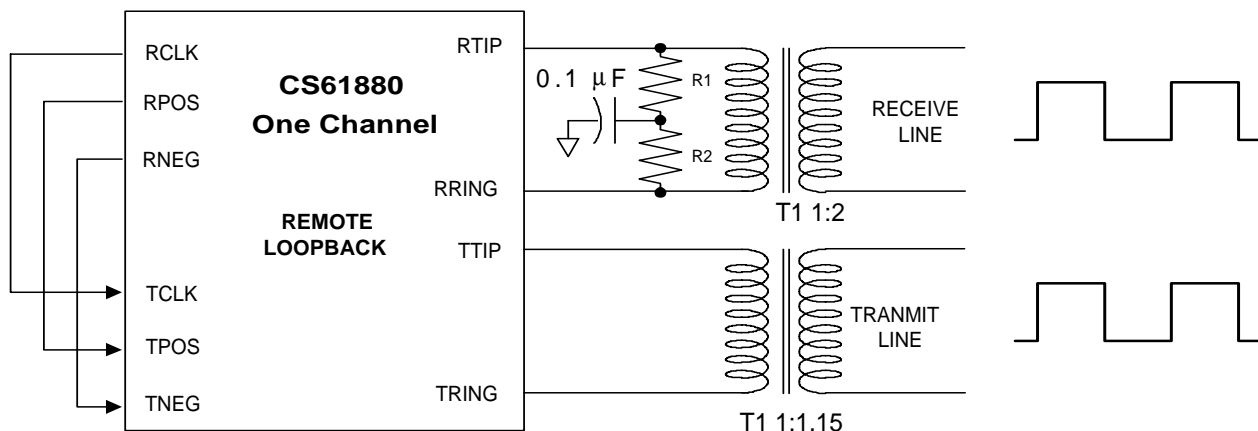 RCLK
RPOS
RNEG
CS61880
One Channel
REMOTE
LOOPBACK
TCLK
TPOS
TNEG
RTIP
RRING
TTIP
TRING
0.1 μF
R1
R2
RECEIVE
LINE
T1 1:2
TRANMIT
LINE
T1 1:1.15